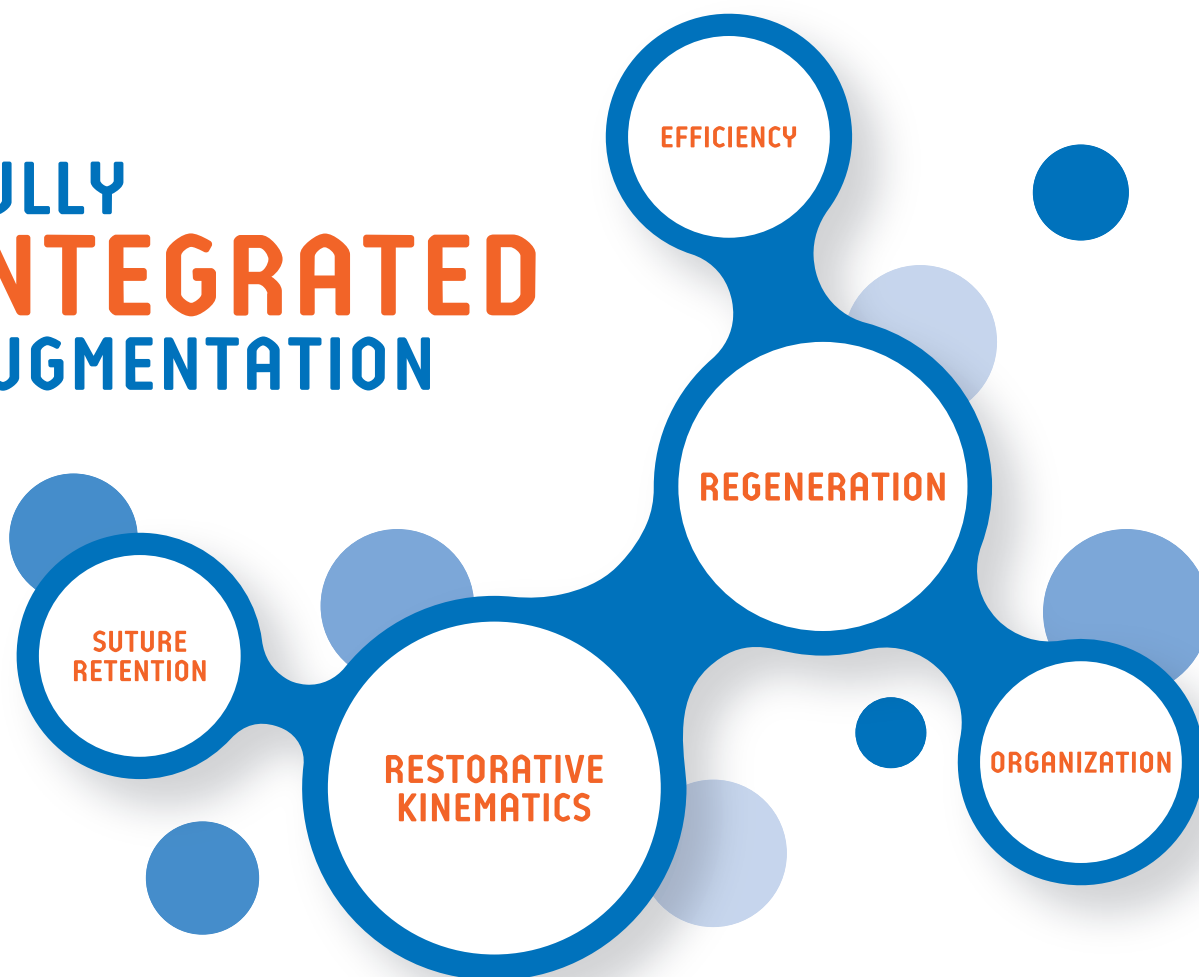 ULLY
NTEGRATED
UGMENTATION
EFFICIENCY
REGENERATION
SUTURE
RETENTION
RESTORATIVE
KINEMATICS
ORGANIZATION